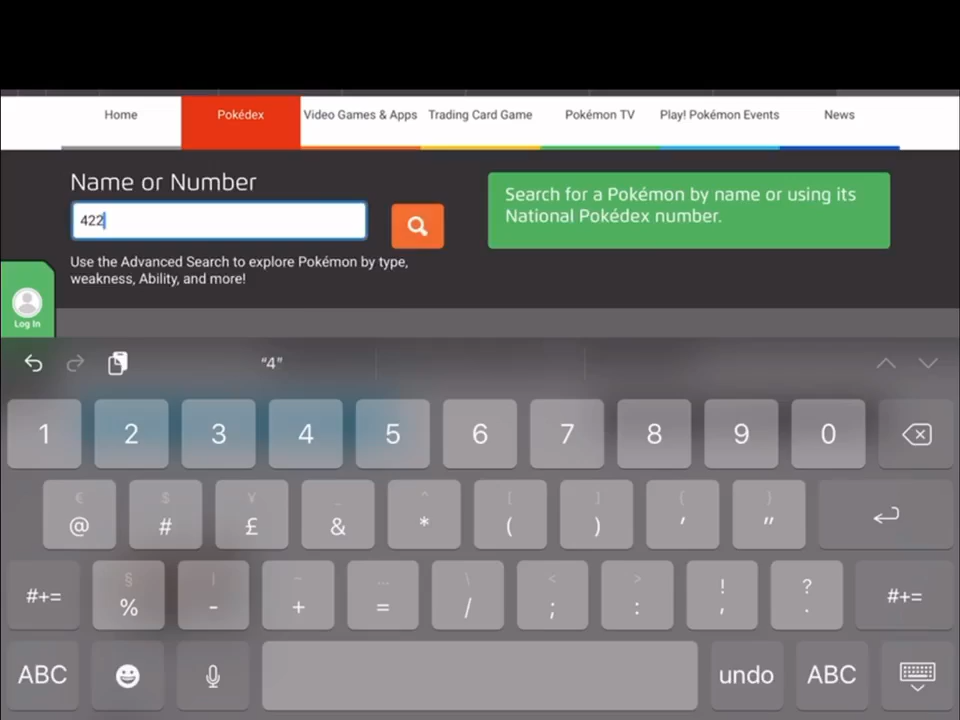 Home Pokédex Video Games & Apps Trading Card Game Pokémon TV Play! Pokémon Events News
Name or Number
422
Use the Advanced Search to explore Pokémon by type,
weakness, Ability, and more!
Search for a Pokémon by name or using its
National Pokédex number.
Log In
“4”
1 2 3 4 5 6 7 8 9 0
€ $ ¥ _ ^ [ ] { }
@ # £ & * ( ) ' "
§ | ~ … \ < > ! ?
#+= % - + = / ; : , . #+=
ABC undo ABC